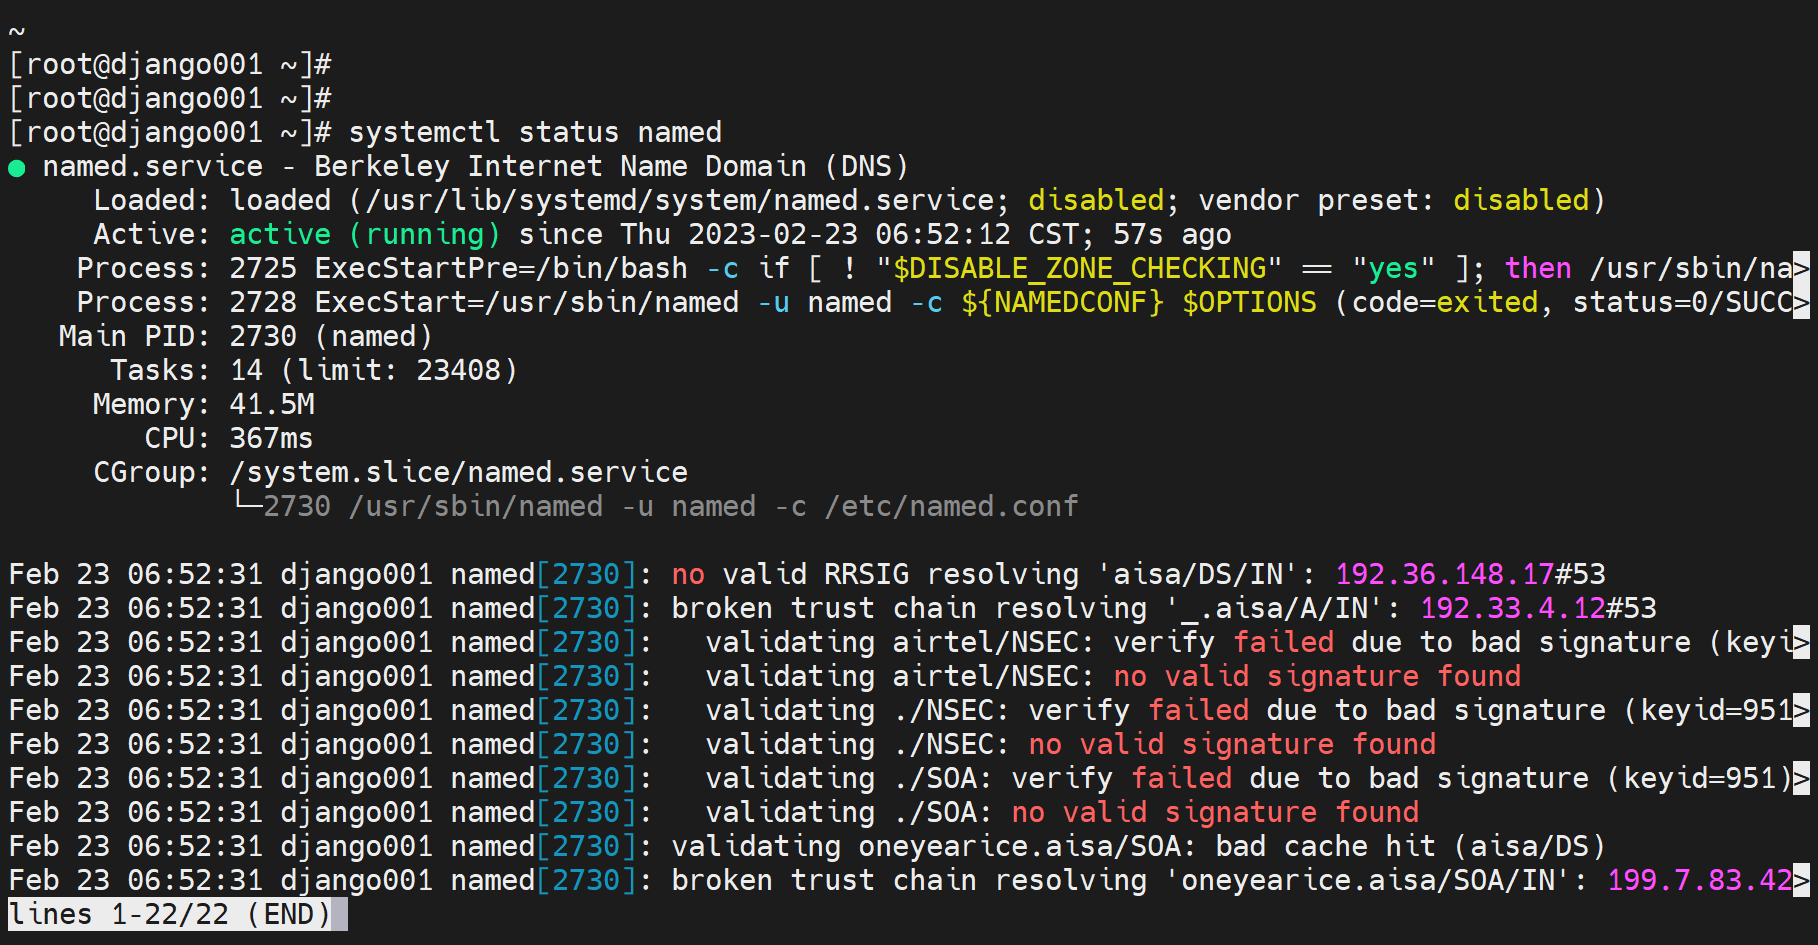 ~
[root@django001 ~]#
[root@django001 ~]#
[root@django001 ~]# systemctl status named
● named.service - Berkeley Internet Name Domain (DNS)
     Loaded: loaded (/usr/lib/systemd/system/named.service; disabled; vendor preset: disabled)
     Active: active (running) since Thu 2023-02-23 06:52:12 CST; 57s ago
    Process: 2725 ExecStartPre=/bin/bash -c if [ ! "$DISABLE_ZONE_CHECKING" == "yes" ]; then /usr/sbin/na>
    Process: 2728 ExecStart=/usr/sbin/named -u named -c ${NAMEDCONF} $OPTIONS (code=exited, status=0/SUCC>
   Main PID: 2730 (named)
      Tasks: 14 (limit: 23408)
     Memory: 41.5M
        CPU: 367ms
     CGroup: /system.slice/named.service
             └─2730 /usr/sbin/named -u named -c /etc/named.conf
Feb 23 06:52:31 django001 named[2730]: no valid RRSIG resolving 'aisa/DS/IN': 192.36.148.17#53
Feb 23 06:52:31 django001 named[2730]: broken trust chain resolving '_.aisa/A/IN': 192.33.4.12#53
Feb 23 06:52:31 django001 named[2730]:   validating airtel/NSEC: verify failed due to bad signature (keyi>
Feb 23 06:52:31 django001 named[2730]:   validating airtel/NSEC: no valid signature found
Feb 23 06:52:31 django001 named[2730]:   validating ./NSEC: verify failed due to bad signature (keyid=951>
Feb 23 06:52:31 django001 named[2730]:   validating ./NSEC: no valid signature found
Feb 23 06:52:31 django001 named[2730]:   validating ./SOA: verify failed due to bad signature (keyid=951)>
Feb 23 06:52:31 django001 named[2730]:   validating ./SOA: no valid signature found
Feb 23 06:52:31 django001 named[2730]: validating oneyearice.aisa/SOA: bad cache hit (aisa/DS)
Feb 23 06:52:31 django001 named[2730]: broken trust chain resolving 'oneyearice.aisa/SOA/IN': 199.7.83.42>
lines 1-22/22 (END)